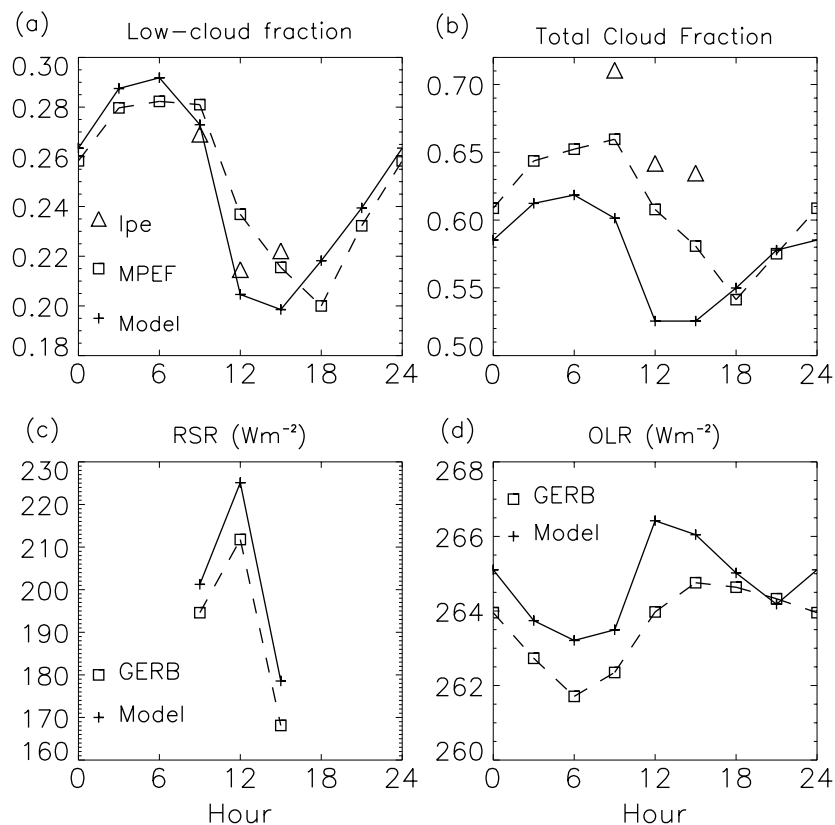 (a) Low-cloud fraction
0.30
0.28
0.26
0.24
0.22
0.20
0.18
Ipe
MPEF
Model
0 6 12 18 24
(b) Total Cloud Fraction
0.70
0.65
0.60
0.55
0.50
0 6 12 18 24
(c) RSR (Wm⁻²)
230
220
210
200
190
180
170
160
GERB
Model
0 6 12 18 24
Hour
(d) OLR (Wm⁻²)
268
266
264
262
260
GERB
Model
0 6 12 18 24
Hour